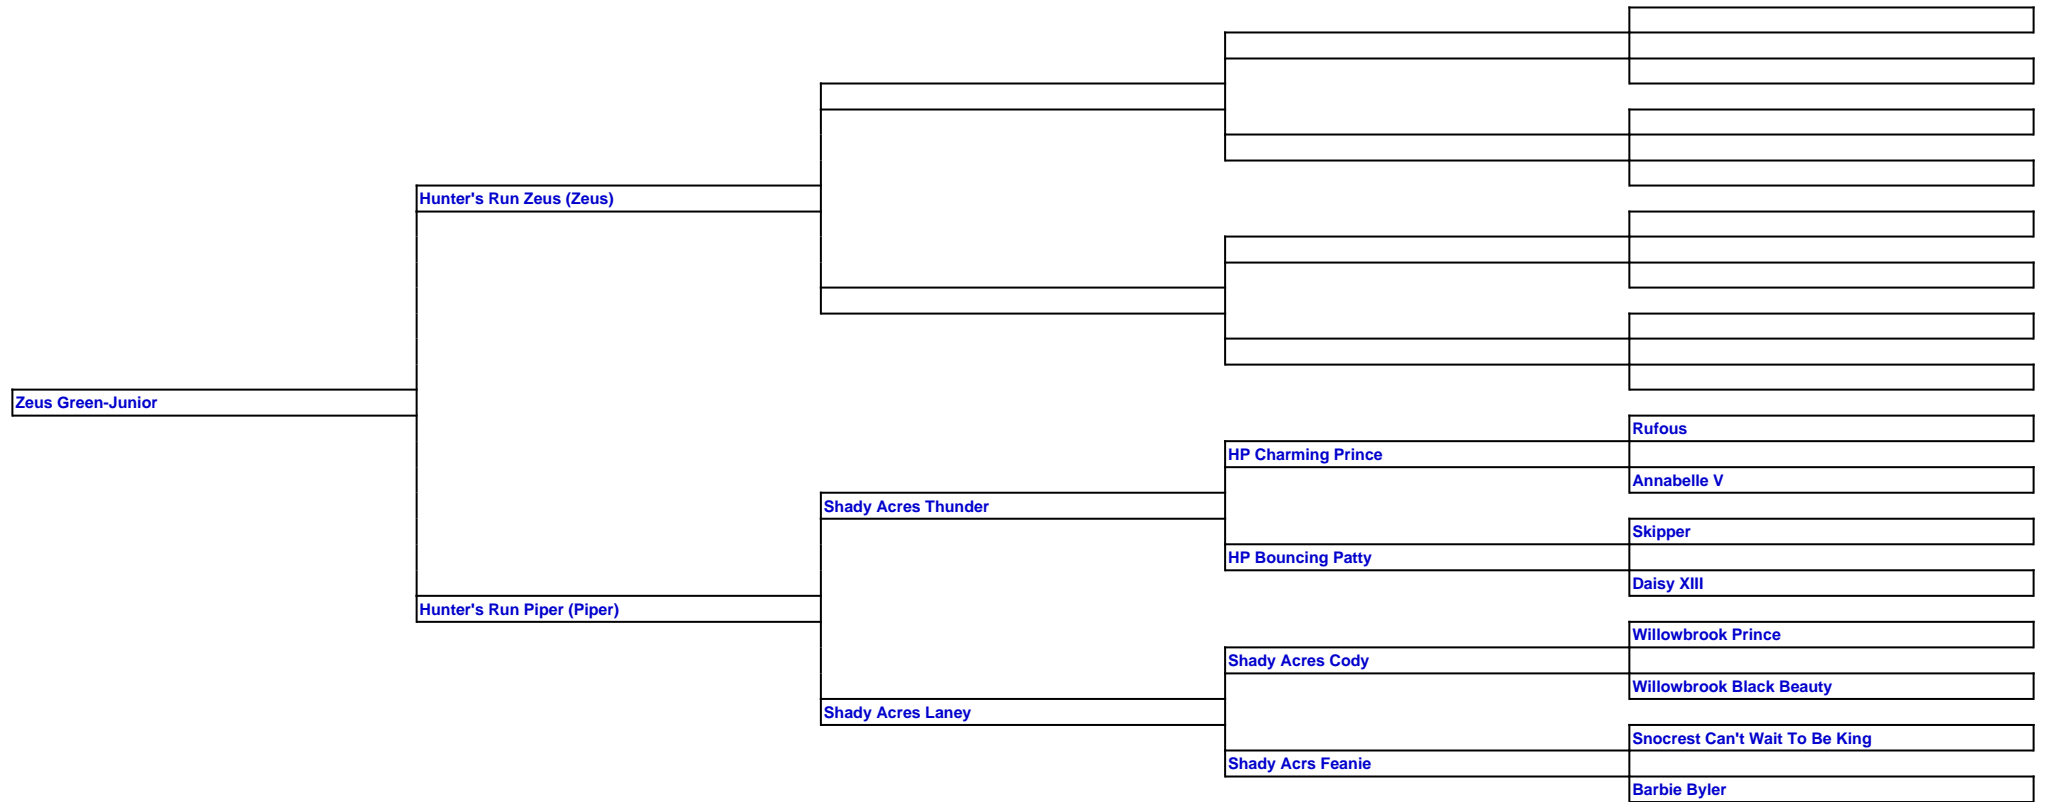 Hunter's Run Zeus (Zeus)
Zeus Green-Junior
Rufous
HP Charming Prince
Annabelle V
Shady Acres Thunder
Skipper
HP Bouncing Patty
Daisy XIII
Hunter's Run Piper (Piper)
Willowbrook Prince
Shady Acres Cody
Willowbrook Black Beauty
Shady Acres Laney
Snocrest Can't Wait To Be King
Shady Acrs Feanie
Barbie Byler